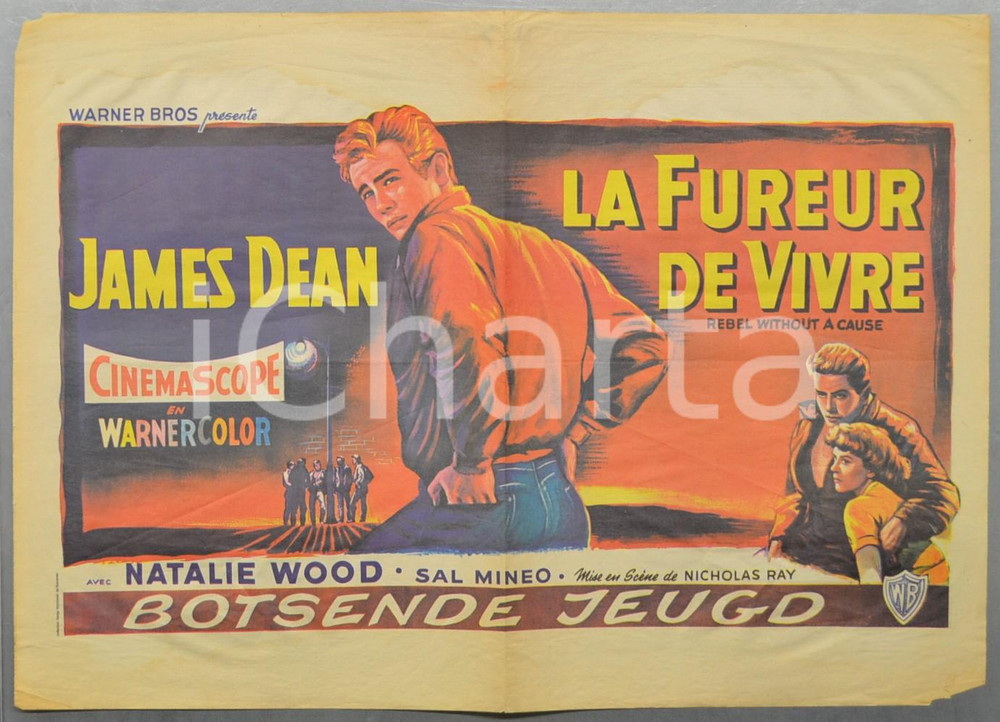 WARNER BROS présente
JAMES DEAN
LA FUREUR
DE VIVRE
REBEL WITHOUT A CAUSE
CINEMASCOPE
EN
WARNERCOLOR
iCharta
AVEC NATALIE WOOD · SAL MINEO · Mise en Scène de NICHOLAS RAY
BOTSENDE JEUGD
WB